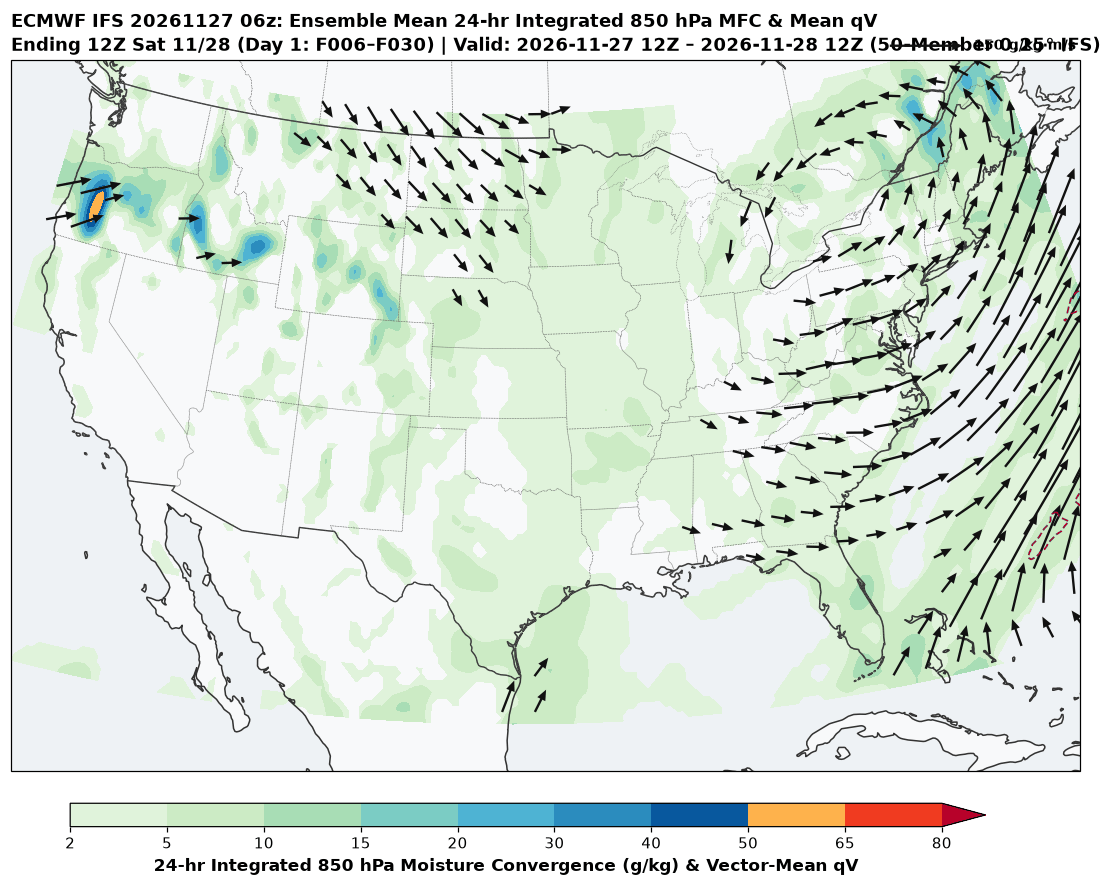 ECMWF IFS 20261127 06z: Ensemble Mean 24-hr Integrated 850 hPa MFC & Mean qV
Ending 12Z Sat 11/28 (Day 1: F006–F030) | Valid: 2026-11-27 12Z – 2026-11-28 12Z (50-Member 0.25° IFS)
150 g/kg·m/s
2 5 10 15 20 30 40 50 65 80
24-hr Integrated 850 hPa Moisture Convergence (g/kg) & Vector-Mean qV